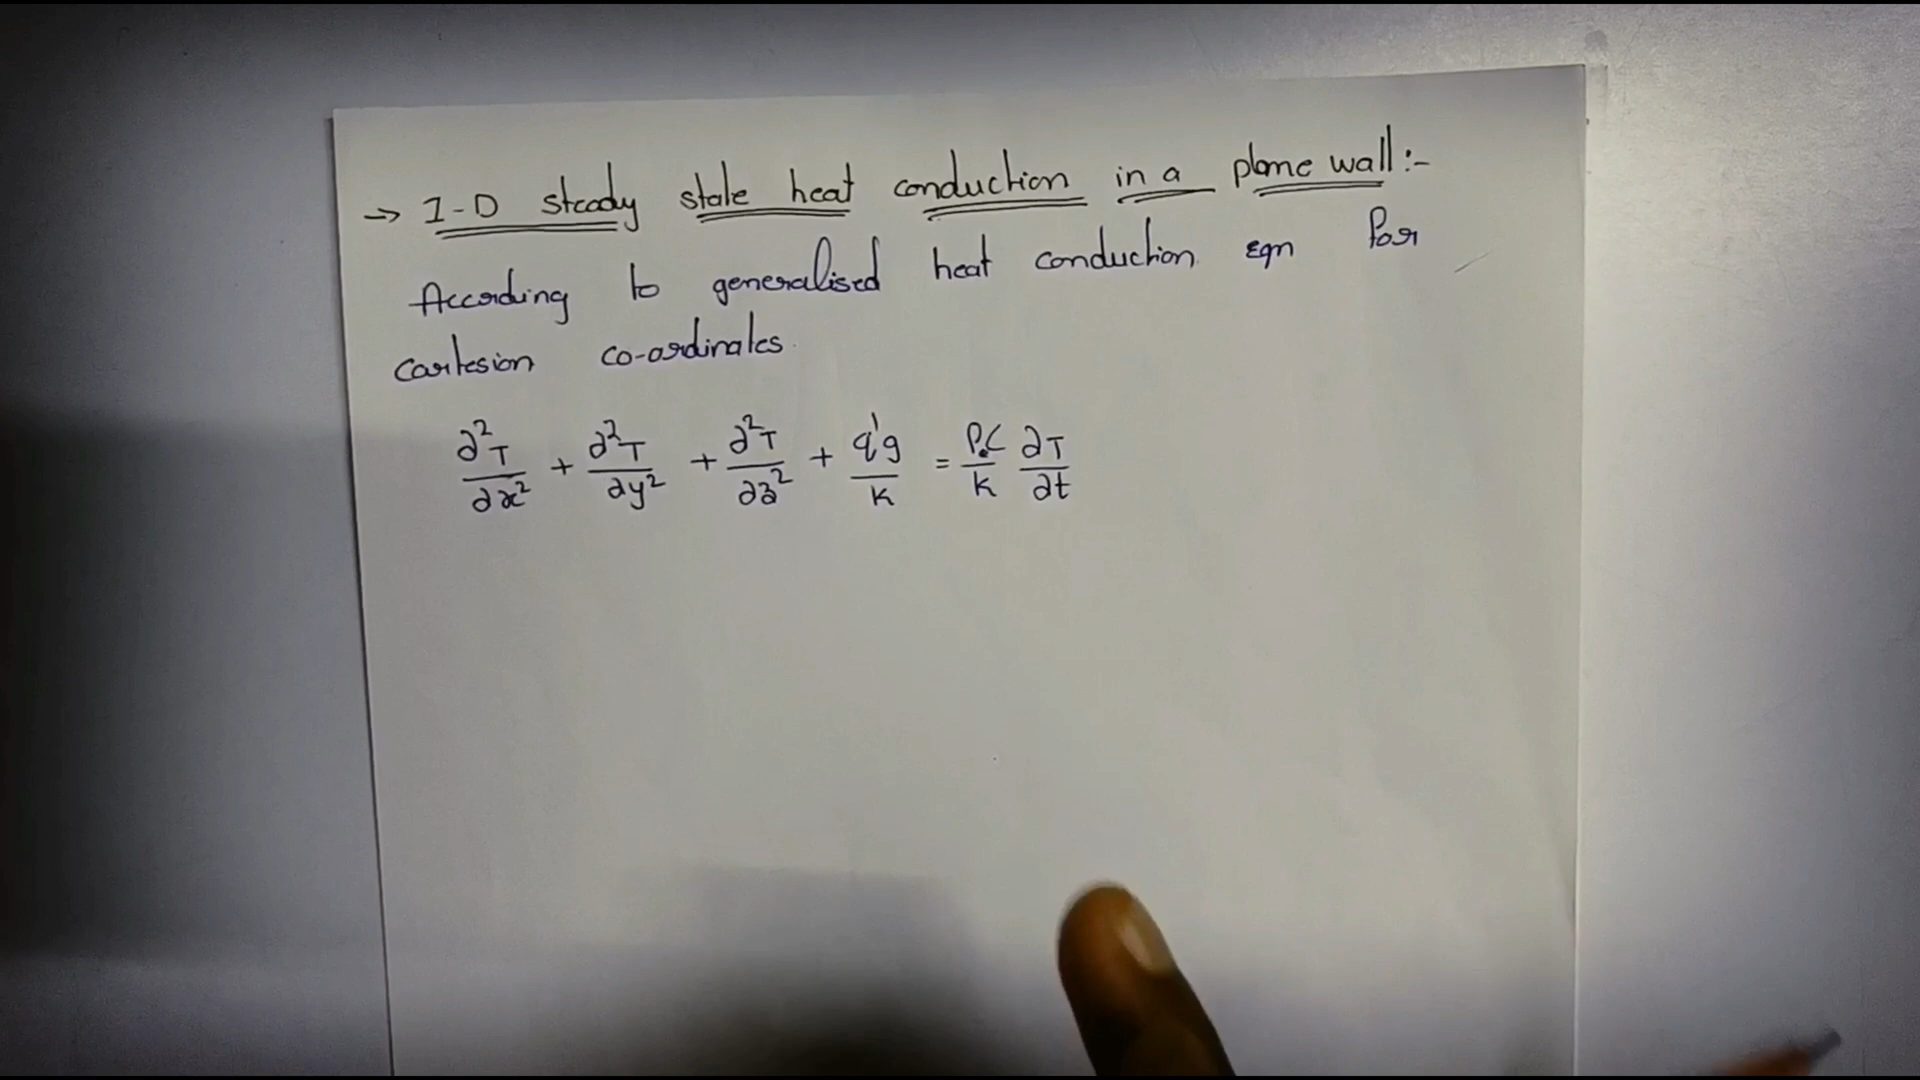 → 1-D steady state heat conduction in a plane wall:-
According to generalised heat conduction eqn for
cartesion co-ordinates.
∂²T/∂x² + ∂²T/∂y² + ∂²T/∂z² + q'g/k = ρC/k ∂T/∂t